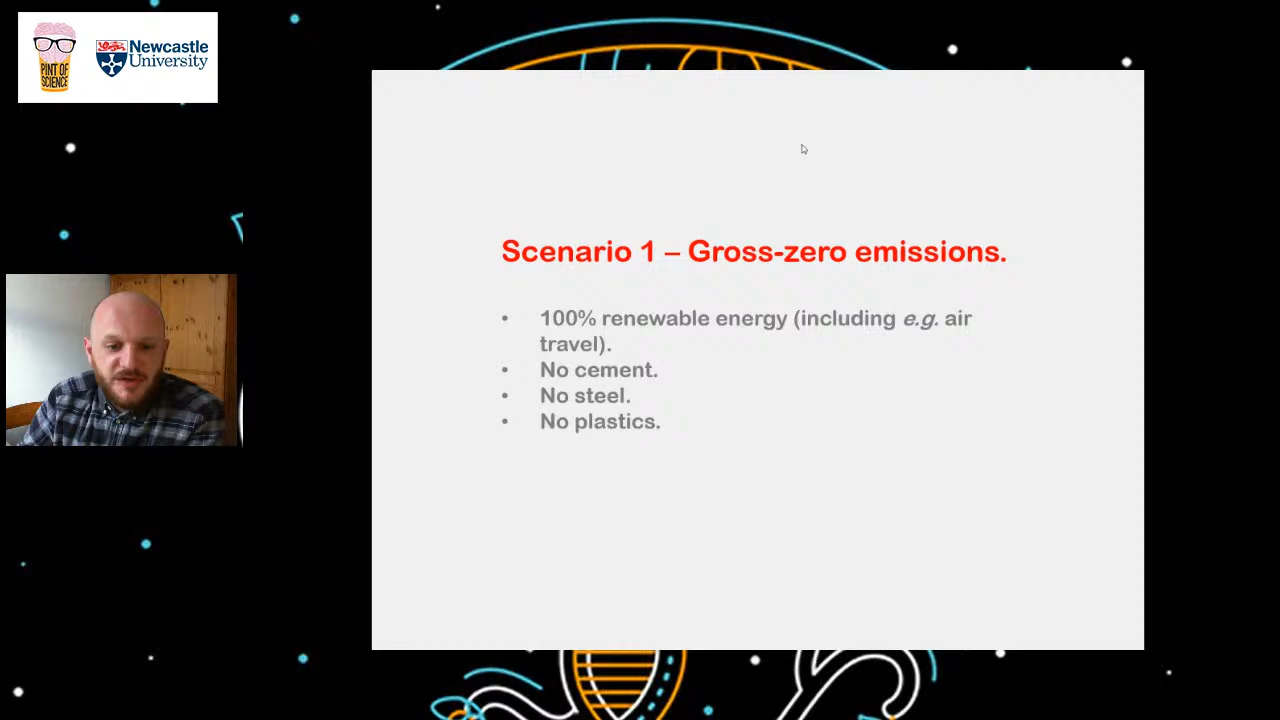 PINT OF
SCIENCE
Newcastle
University
Scenario 1 – Gross-zero emissions.
• 100% renewable energy (including e.g. air
travel).
• No cement.
• No steel.
• No plastics.